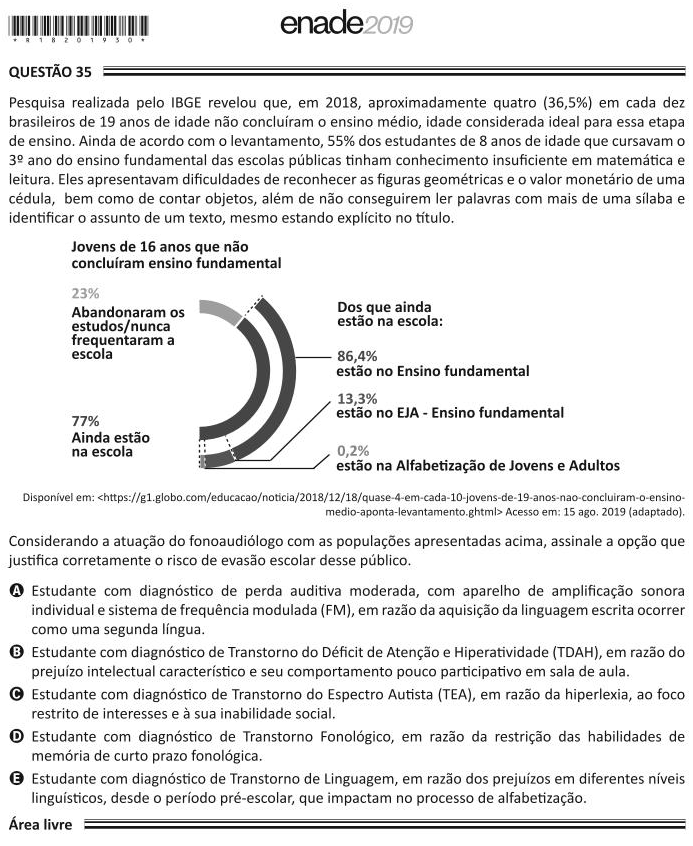 enade2019
*R1820193 0*
QUESTÃO 35
Pesquisa realizada pelo IBGE revelou que, em 2018, aproximadamente quatro (36,5%) em cada dez
brasileiros de 19 anos de idade não concluíram o ensino médio, idade considerada ideal para essa etapa
de ensino. Ainda de acordo com o levantamento, 55% dos estudantes de 8 anos de idade que cursavam o
3º ano do ensino fundamental das escolas públicas tinham conhecimento insuficiente em matemática e
leitura. Eles apresentavam dificuldades de reconhecer as figuras geométricas e o valor monetário de uma
cédula, bem como de contar objetos, além de não conseguirem ler palavras com mais de uma sílaba e
identificar o assunto de um texto, mesmo estando explícito no título.
Jovens de 16 anos que não
concluíram ensino fundamental
23%
Abandonaram os
estudos/nunca
frequentaram a
escola
77%
Ainda estão
na escola
Dos que ainda
estão na escola:
86,4%
estão no Ensino fundamental
13,3%
estão no EJA - Ensino fundamental
0,2%
estão na Alfabetização de Jovens e Adultos
Disponível em: <https://g1.globo.com/educacao/noticia/2018/12/18/quase-4-em-cada-10-jovens-de-19-anos-nao-concluiram-o-ensino-
medio-aponta-levantamento.ghtml> Acesso em: 15 ago. 2019 (adaptado).
Considerando a atuação do fonoaudiólogo com as populações apresentadas acima, assinale a opção que
justifica corretamente o risco de evasão escolar desse público.
A Estudante com diagnóstico de perda auditiva moderada, com aparelho de amplificação sonora
individual e sistema de frequência modulada (FM), em razão da aquisição da linguagem escrita ocorrer
como uma segunda língua.
B Estudante com diagnóstico de Transtorno do Déficit de Atenção e Hiperatividade (TDAH), em razão do
prejuízo intelectual característico e seu comportamento pouco participativo em sala de aula.
C Estudante com diagnóstico de Transtorno do Espectro Autista (TEA), em razão da hiperlexia, ao foco
restrito de interesses e à sua inabilidade social.
D Estudante com diagnóstico de Transtorno Fonológico, em razão da restrição das habilidades de
memória de curto prazo fonológica.
E Estudante com diagnóstico de Transtorno de Linguagem, em razão dos prejuízos em diferentes níveis
linguísticos, desde o período pré-escolar, que impactam no processo de alfabetização.
Área livre